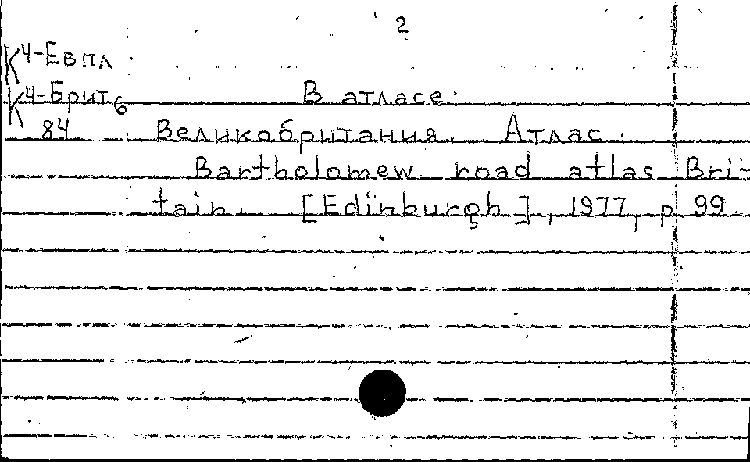 2
К4-Евпл
К4-Брит6 В атласе:
84 Великобритания. Атлас.
Bartholomew road atlas Bri-
tain. [Edinburgh], 1977, p 99